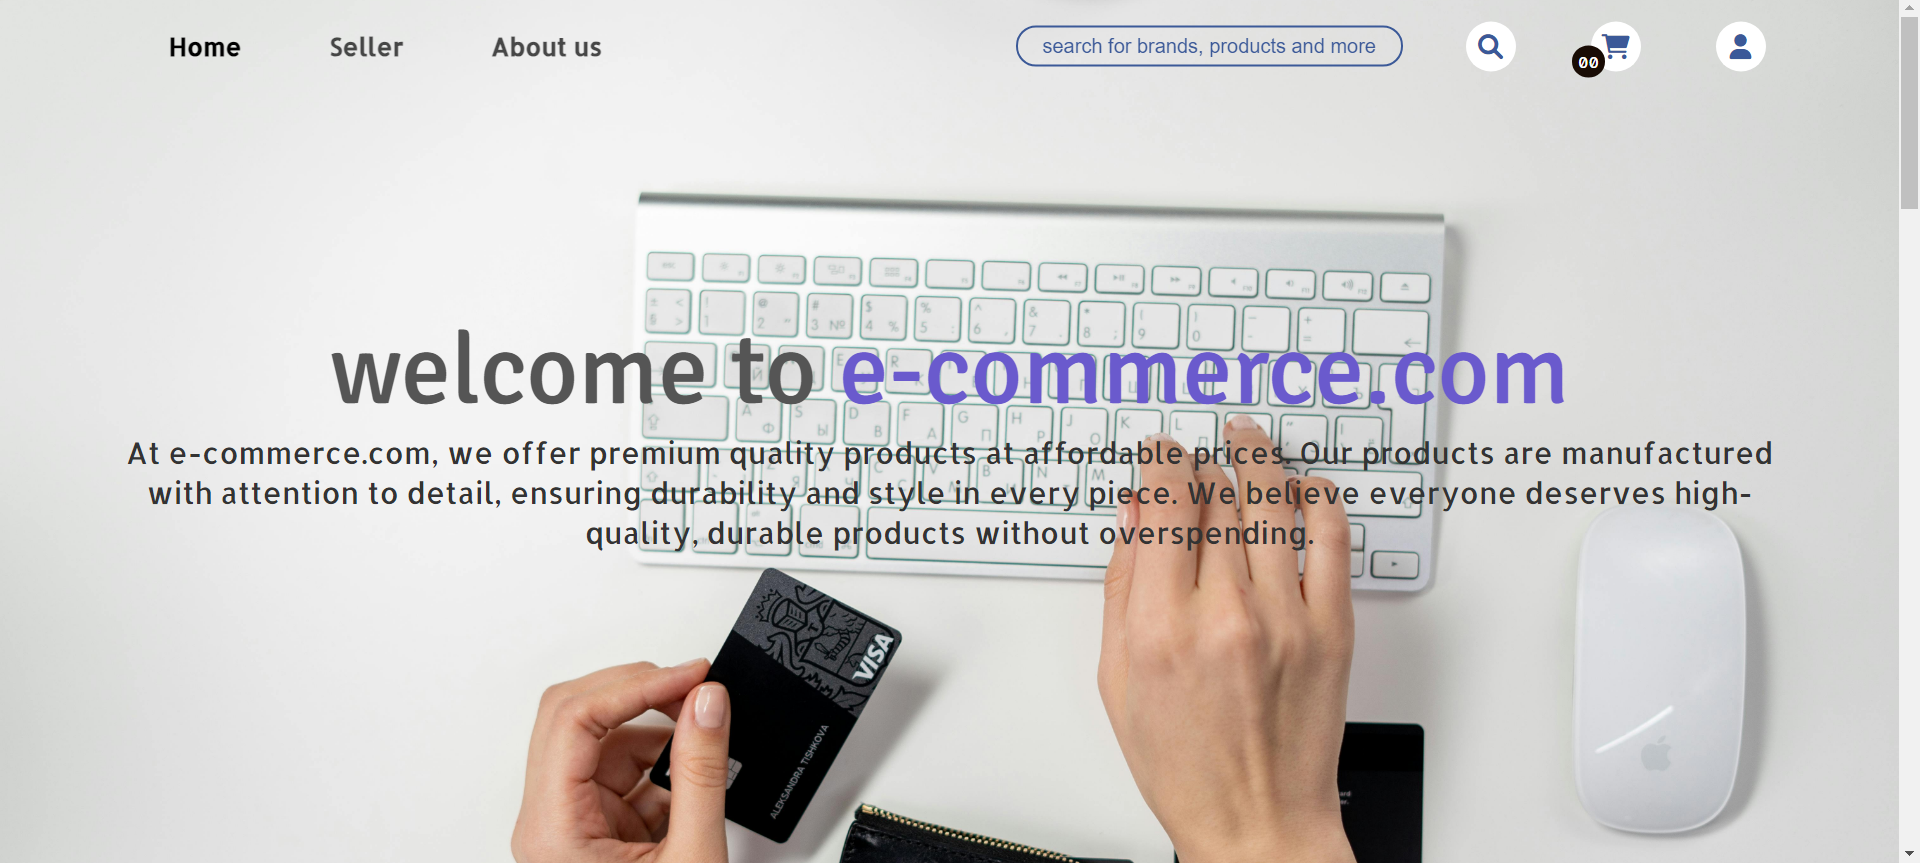 Home Seller About us search for brands, products and more
00
welcome to e-commerce.com
At e-commerce.com, we offer premium quality products at affordable prices. Our products are manufactured
with attention to detail, ensuring durability and style in every piece. We believe everyone deserves high-
quality, durable products without overspending.
VISA
ALEKSANDRA TISHKOVA